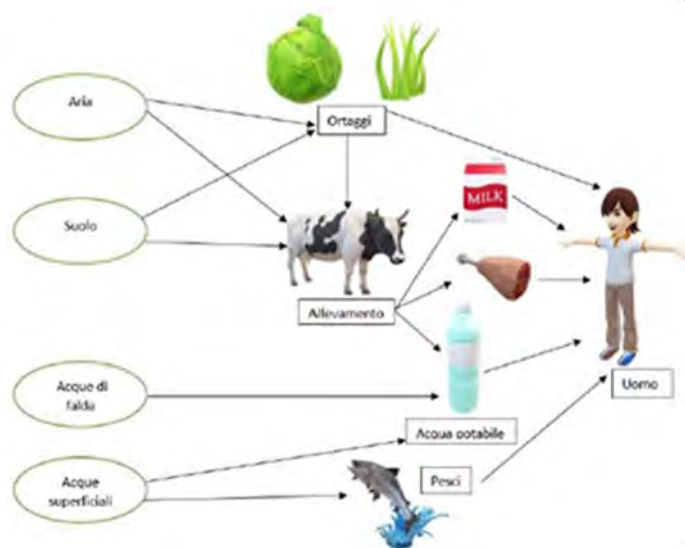 Aria
Ortaggi
MILK
Suolo
Allevamento
Acque di
falda
Uomo
Acqua potabile
Acque
superficiali
Pesci